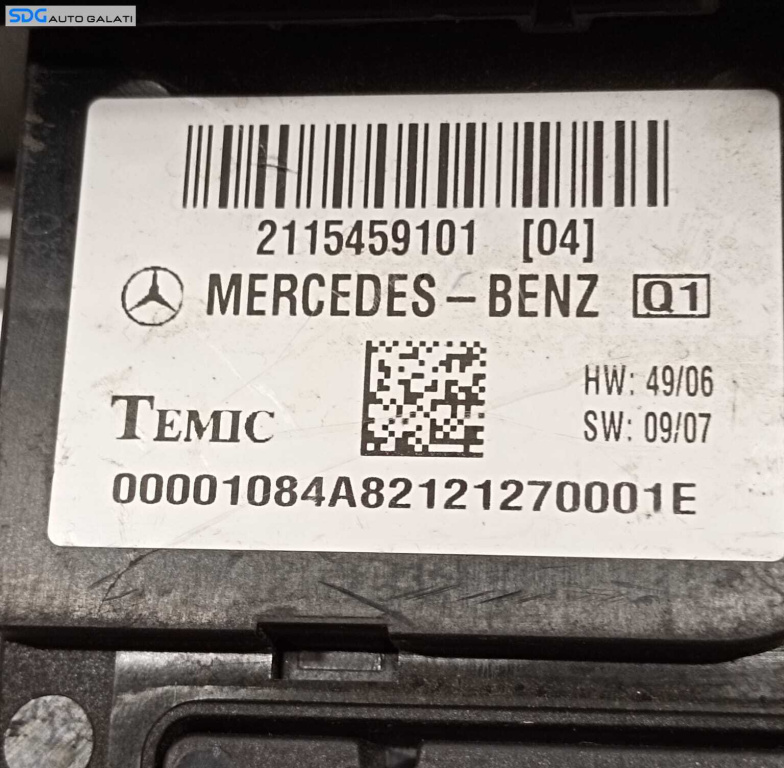 SDG AUTO GALATI
2115459101 [04]
MERCEDES-BENZ Q1
HW: 49/06
TEMIC
SW: 09/07
00001084A82121270001E